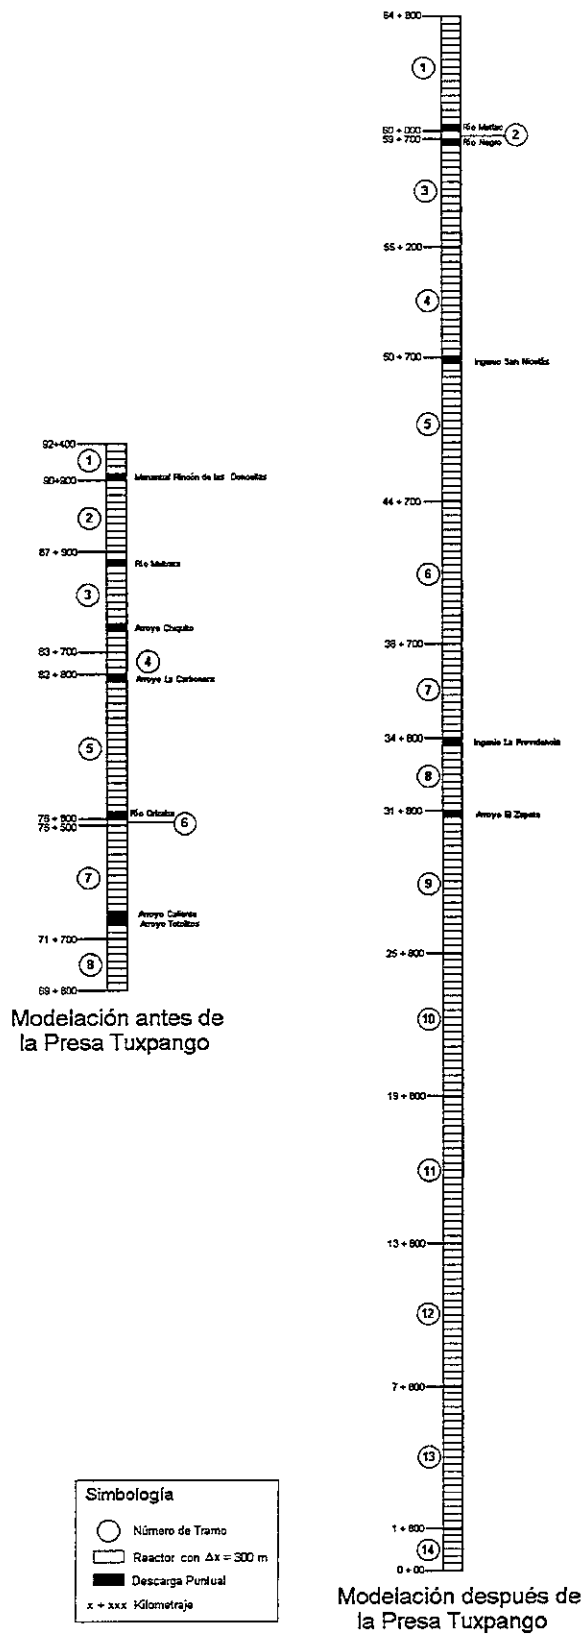 64 + 800
1
60 + 000
Río Metlac
2
59 + 700
Río Negro
3
55 + 200
4
50 + 700
Ingenio San Nicolás
5
44 + 700
6
38 + 700
7
34 + 800
Ingenio La Providencia
8
31 + 800
Arroyo El Zapote
9
25 + 800
10
19 + 800
11
13 + 800
12
7 + 800
13
1 + 800
14
0 + 00
Modelación después de
la Presa Tuxpango
92+400
1
90+900
Manantial Rincón de las Doncellas
2
87 + 900
Río Maltrata
3
Arroyo Chiquito
83 + 700
4
82 + 800
Arroyo La Carbonera
5
76 + 800
Río Orizaba
6
76 + 500
7
Arroyo Caliente
Arroyo Totolitos
71 + 700
8
69 + 600
Modelación antes de
la Presa Tuxpango
Simbología
Número de Tramo
Reactor con Δx = 300 m
Descarga Puntual
x + xxx Kilometraje